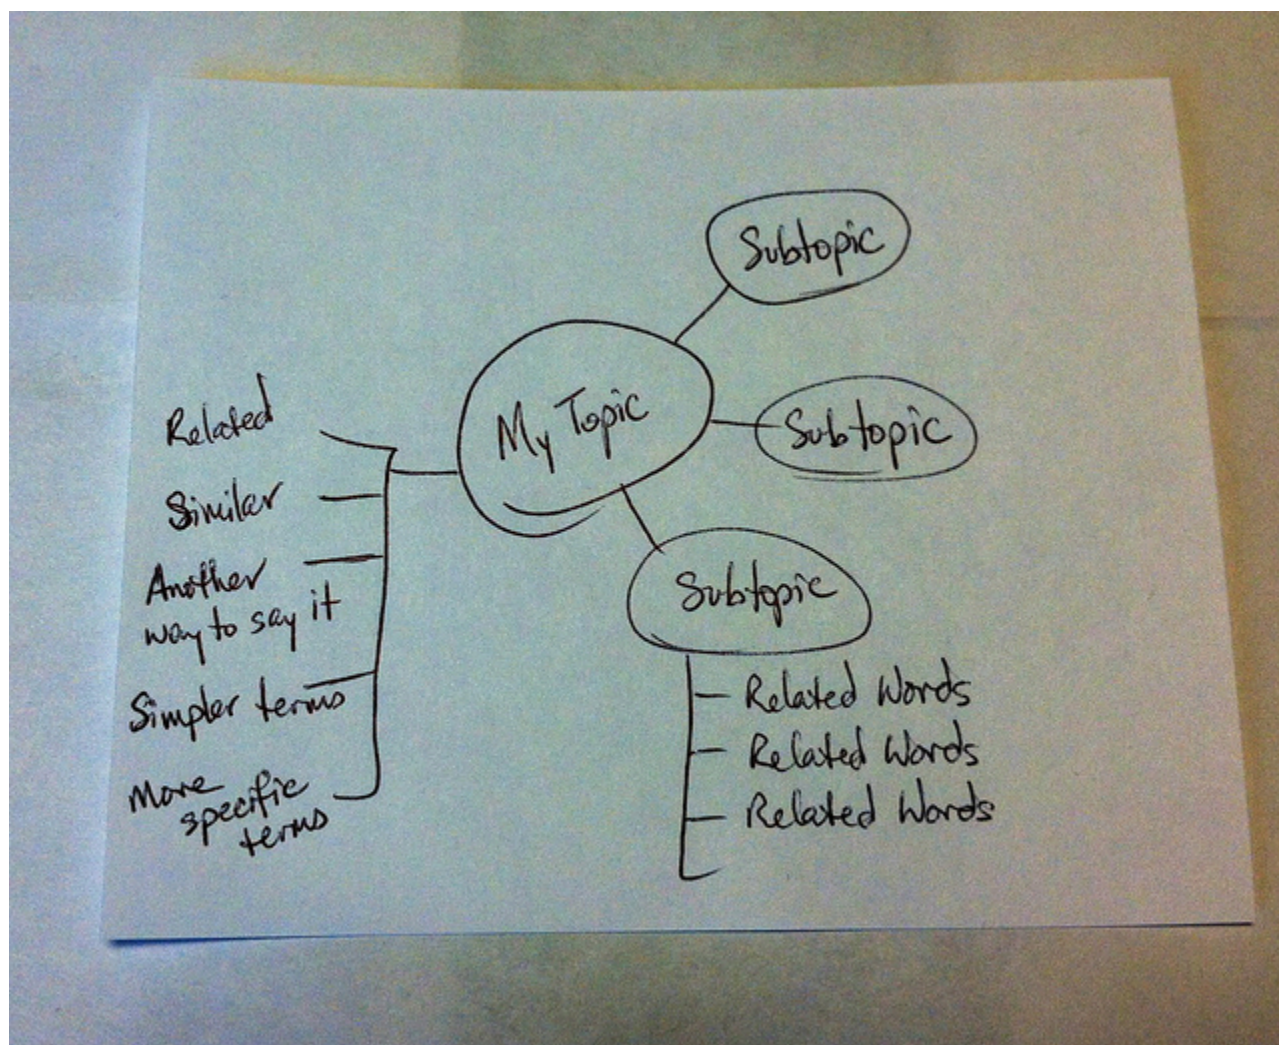 Subtopic
My Topic
Subtopic
Subtopic
Related Words
Related Words
Related Words
Related
Similar
Another
way to say it
Simpler terms
More
specific
terms